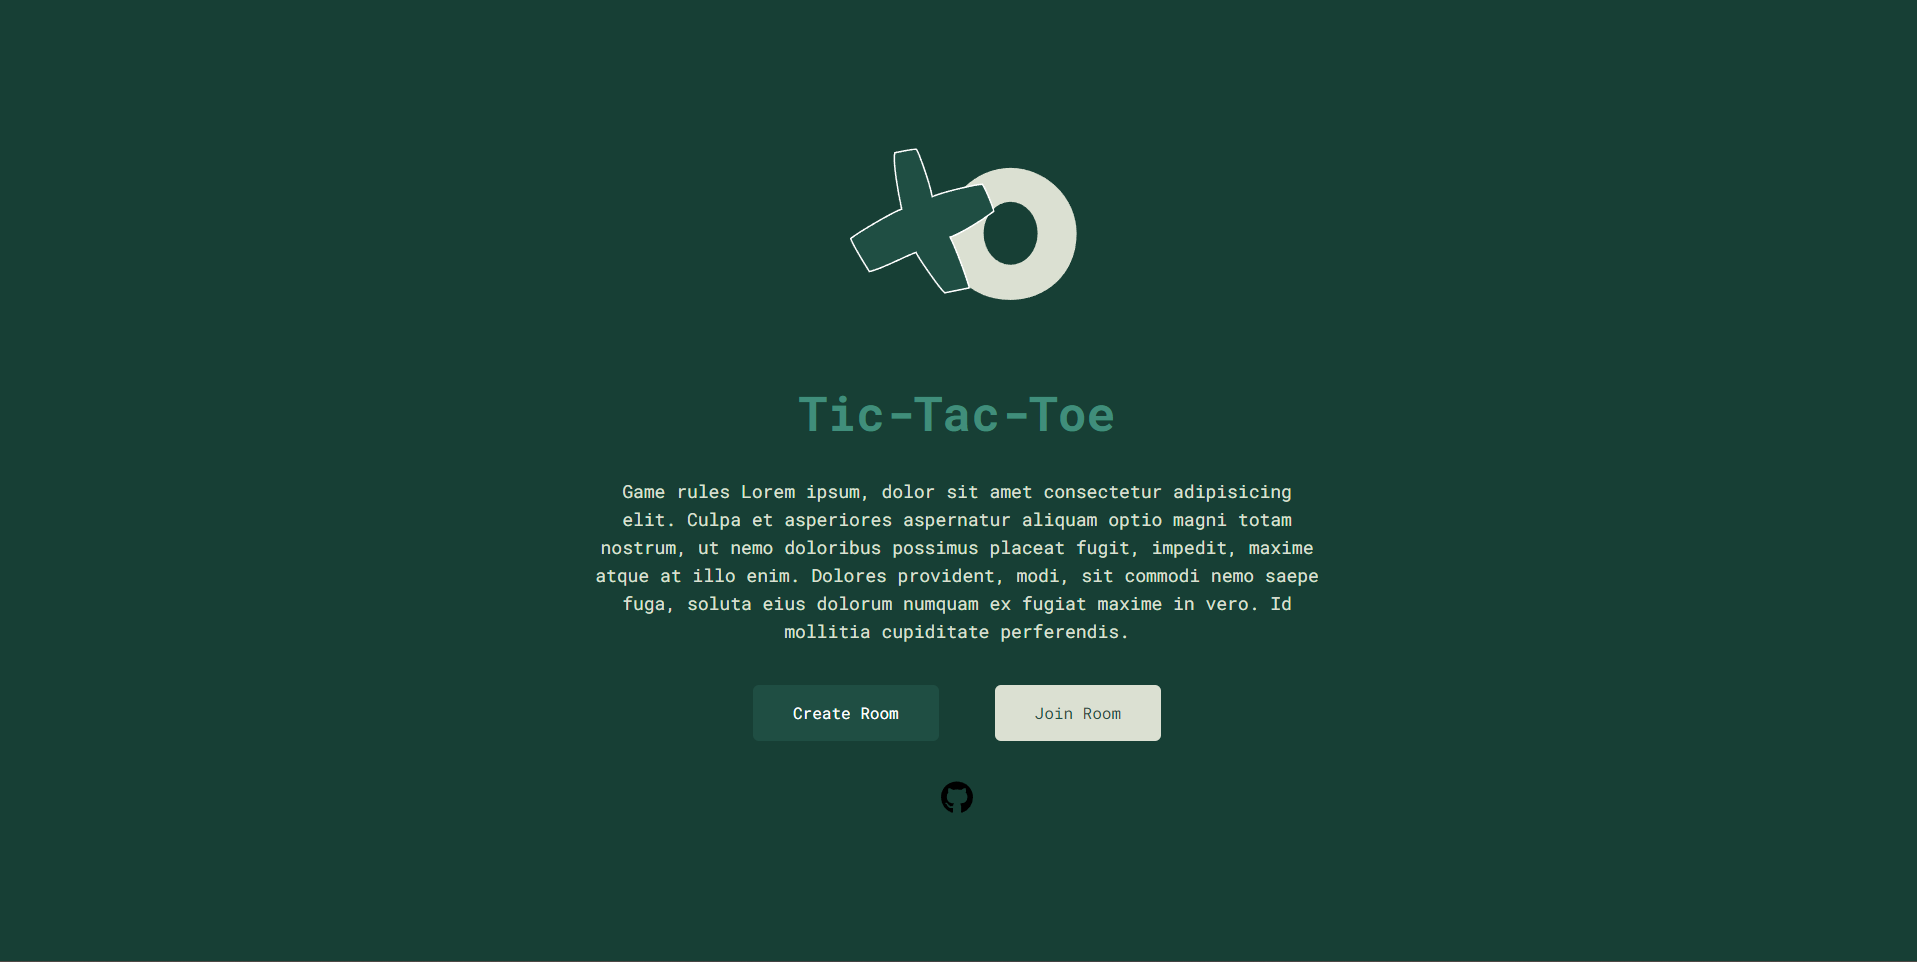 Tic-Tac-Toe
Game rules Lorem ipsum, dolor sit amet consectetur adipisicing
elit. Culpa et asperiores aspernatur aliquam optio magni totam
nostrum, ut nemo doloribus possimus placeat fugit, impedit, maxime
atque at illo enim. Dolores provident, modi, sit commodi nemo saepe
fuga, soluta eius dolorum numquam ex fugiat maxime in vero. Id
mollitia cupiditate perferendis.
Create Room
Join Room